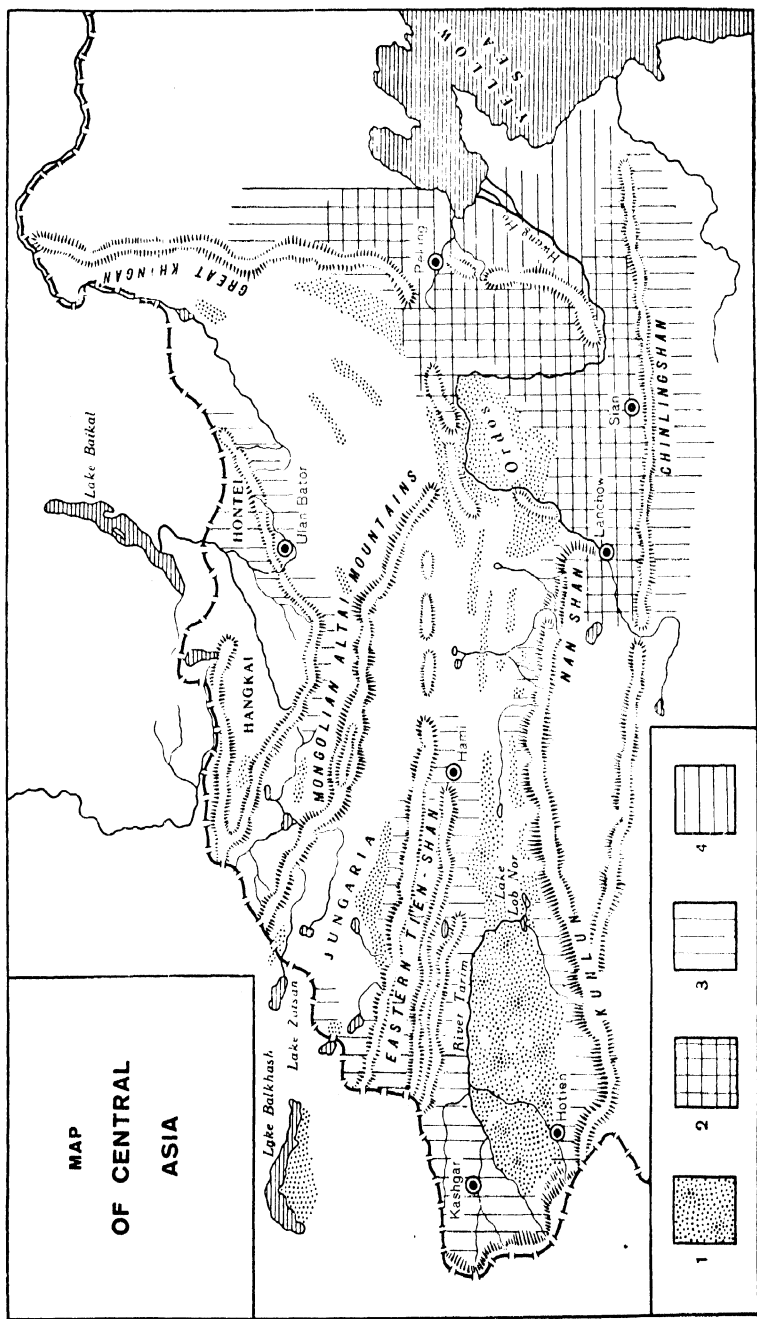 MAP
OF CENTRAL
ASIA
Lake Balkhash
Lake Zaisan
Lake Baikal
HANGKAI
HONTEI
Ulan Bator
GREAT KHINGAN
MONGOLIAN ALTAI MOUNTAINS
JUNGARIA
EASTERN TIEN-SHAN
Hami
Kashgar
River Tarim
Lake
Lob Nor
Hotien
KUNLUN
NAN SHAN
Lanchow
Ordos
Sian
CHINLINGSHAN
Hwang Ho
YELLOW
SEA
1
2
3
4